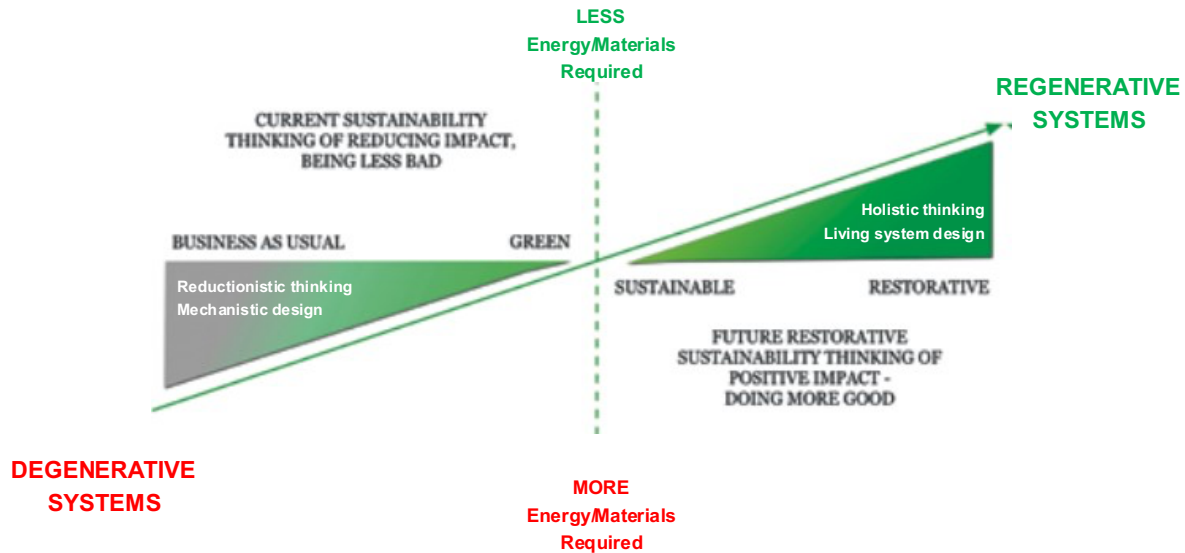 LESS
Energy/Materials
Required
REGENERATIVE
SYSTEMS
CURRENT SUSTAINABILITY
THINKING OF REDUCING IMPACT,
BEING LESS BAD
Holistic thinking
Living system design
BUSINESS AS USUAL
GREEN
Reductionistic thinking
Mechanistic design
SUSTAINABLE
RESTORATIVE
FUTURE RESTORATIVE
SUSTAINABILITY THINKING OF
POSITIVE IMPACT -
DOING MORE GOOD
DEGENERATIVE
SYSTEMS
MORE
Energy/Materials
Required